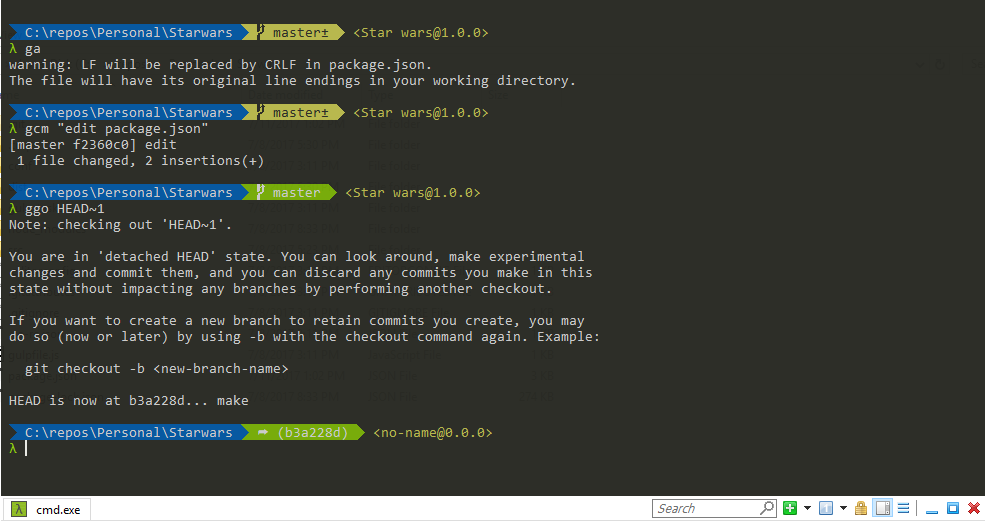 C:\repos\Personal\Starwars master± <Star wars@1.0.0>
λ ga
warning: LF will be replaced by CRLF in package.json.
The file will have its original line endings in your working directory.
C:\repos\Personal\Starwars master± <Star wars@1.0.0>
λ gcm "edit package.json"
[master f2360c0] edit
1 file changed, 2 insertions(+)
C:\repos\Personal\Starwars master <Star wars@1.0.0>
λ ggo HEAD~1
Note: checking out 'HEAD~1'.
You are in 'detached HEAD' state. You can look around, make experimental
changes and commit them, and you can discard any commits you make in this
state without impacting any branches by performing another checkout.
If you want to create a new branch to retain commits you create, you may
do so (now or later) by using -b with the checkout command again. Example:
git checkout -b <new-branch-name>
HEAD is now at b3a228d... make
C:\repos\Personal\Starwars ➦ (b3a228d) <no-name@0.0.0>
λ
λ cmd.exe Search